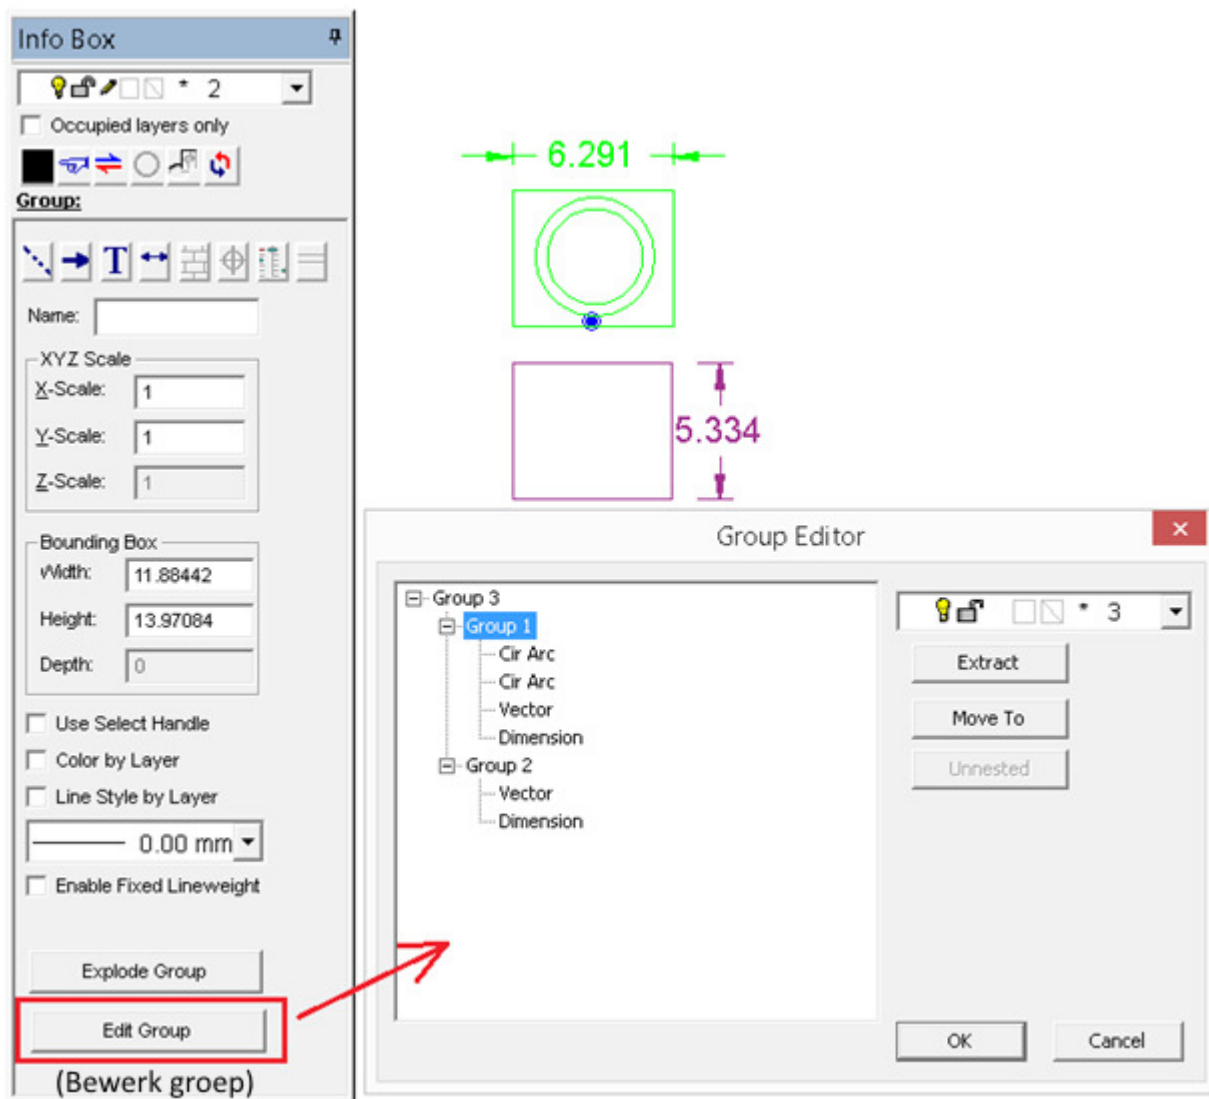 Info Box
* 2
Occupied layers only
Group:
T
Name:
XYZ Scale
X-Scale: 1
Y-Scale: 1
Z-Scale: 1
Bounding Box
Width: 11.88442
Height: 13.97084
Depth: 0
Use Select Handle
Color by Layer
Line Style by Layer
0.00 mm
Enable Fixed Lineweight
Explode Group
Edit Group
(Bewerk groep)
6.291
5.334
Group Editor
Group 3
Group 1
Cir Arc
Cir Arc
Vector
Dimension
Group 2
Vector
Dimension
* 3
Extract
Move To
Unnested
OK Cancel